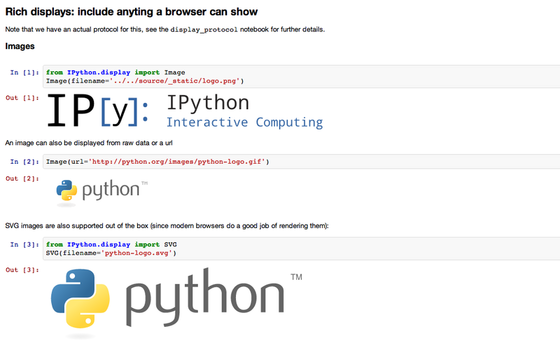 Rich displays: include anyting a browser can show
Note that we have an actual protocol for this, see the display_protocol notebook for further details.
Images
In [1]: from IPython.display import Image
Image(filename='../../source/_static/logo.png')
Out [1]: IP[y]: IPython
Interactive Computing
An image can also be displayed from raw data or a url
In [2]: Image(url='http://python.org/images/python-logo.gif')
Out [2]: python™
SVG images are also supported out of the box (since modern browsers do a good job of rendering them):
In [3]: from IPython.display import SVG
SVG(filename='python-logo.svg')
Out [3]: python™